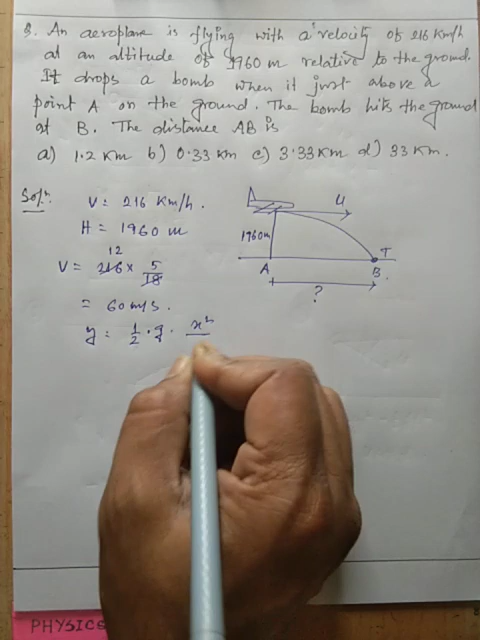 Q. An aeroplane is flying with a velocity of 216 Km/h
at an altitude of 1960 m relative to the ground.
It drops a bomb when it just above a
point A on the ground. The bomb hits the ground
at B. The distance AB is
a) 1.2 Km b) 0.33 Km c) 3.33 Km d) 33 Km.
Solⁿ. V = 216 Km/h.
H = 1960 m
V = 216 × 5/18
12
= 60 m/s.
y = 1/2 · g ·
u
1960m
A
T
B
?
PHYSICS